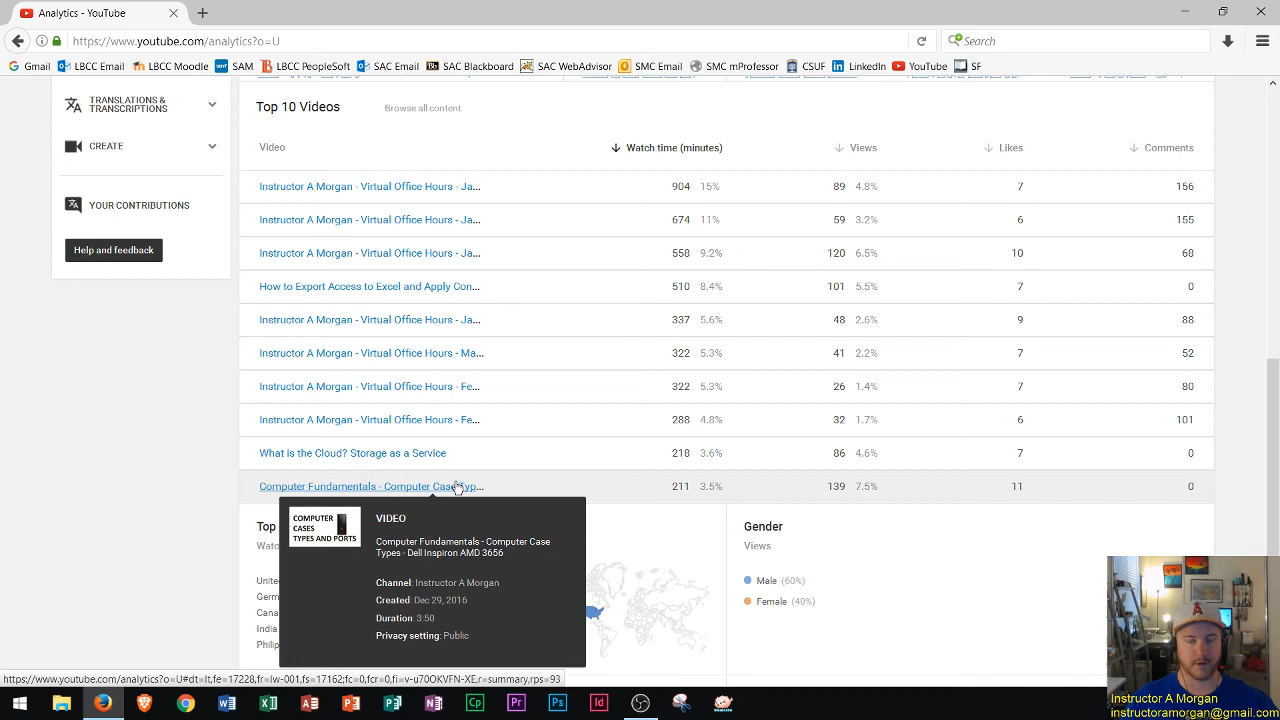 Analytics - YouTube
https://www.youtube.com/analytics?o=U
Search
Gmail LBCC Email LBCC Moodle SAM LBCC PeopleSoft SAC Email SAC Blackboard SAC WebAdvisor SMC Email SMC mProfessor CSUF LinkedIn YouTube SF
TRANSLATIONS &
TRANSCRIPTIONS
CREATE
YOUR CONTRIBUTIONS
Help and feedback
Top 10 Videos Browse all content
Video Watch time (minutes) Views Likes Comments
Instructor A Morgan - Virtual Office Hours - Ja... 904 15% 89 4.8% 7 156
Instructor A Morgan - Virtual Office Hours - Ja... 674 11% 59 3.2% 6 155
Instructor A Morgan - Virtual Office Hours - Ja... 558 9.2% 120 6.5% 10 68
How to Export Access to Excel and Apply Con... 510 8.4% 101 5.5% 7 0
Instructor A Morgan - Virtual Office Hours - Ja... 337 5.6% 48 2.6% 9 88
Instructor A Morgan - Virtual Office Hours - Ma... 322 5.3% 41 2.2% 7 52
Instructor A Morgan - Virtual Office Hours - Fe... 322 5.3% 26 1.4% 7 80
Instructor A Morgan - Virtual Office Hours - Fe... 288 4.8% 32 1.7% 6 101
What is the Cloud? Storage as a Service 218 3.6% 86 4.6% 7 0
Computer Fundamentals - Computer Case Typ... 211 3.5% 139 7.5% 11 0
COMPUTER
CASES
TYPES AND PORTS
VIDEO
Computer Fundamentals - Computer Case
Types - Dell Inspiron AMD 3656
Channel: Instructor A Morgan
Created: Dec 29, 2016
Duration: 3:50
Privacy setting: Public
Top
Watc
Unite
Germ
Cana
India
Philip
Gender
Views
Male (60%)
Female (40%)
https://www.youtube.com/analytics?o=U#dt=lt,fe=17228,fr=lw-001,fs=17162;fc=0,fcr=0,fi=v-u70OKVFN-XE,r=summary,rps=93
Instructor A Morgan
instructoramorgan@gmail.com